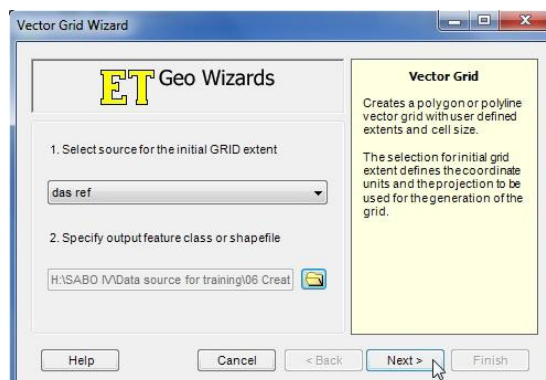 Vector Grid Wizard
ET Geo Wizards
1. Select source for the initial GRID extent
das ref
2. Specify output feature class or shapefile
H:\SABO IV\Data source for training\06 Creat
Vector Grid
Creates a polygon or polyline
vector grid with user defined
extents and cell size.
The selection for initial grid
extent defines the coordinate
units and the projection to be
used for the generation of the
grid.
Help
Cancel
< Back
Next >
Finish